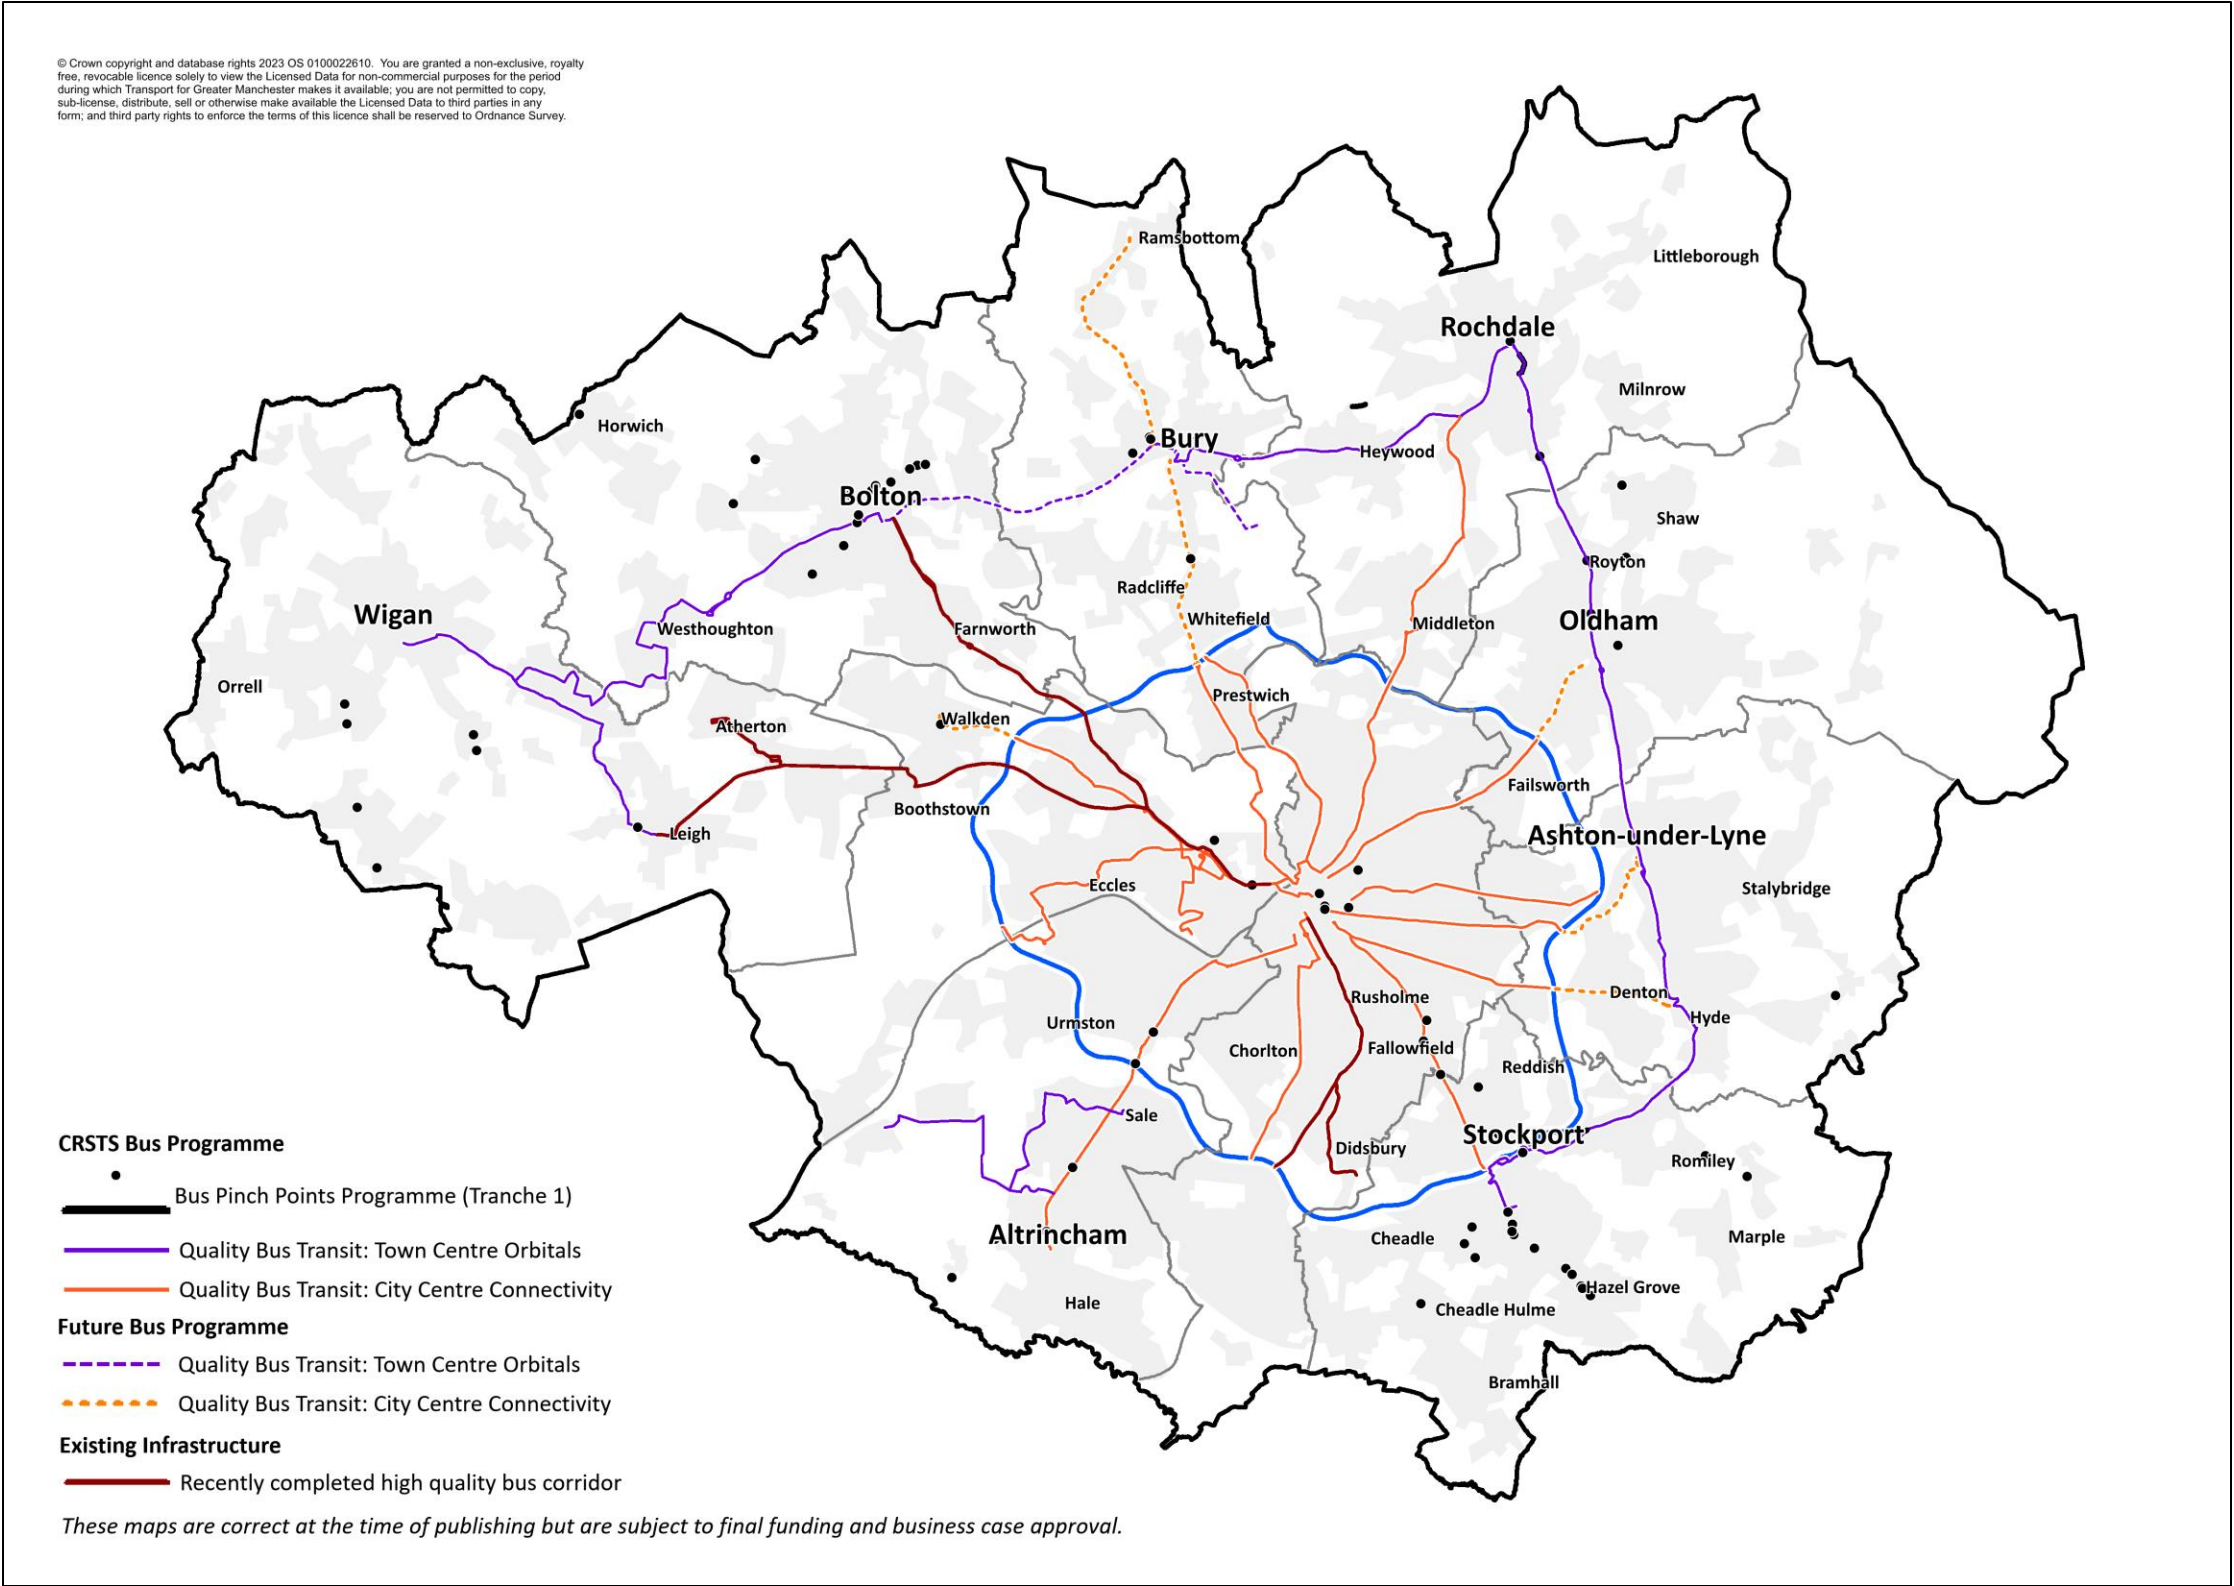 © Crown copyright and database rights 2023 OS 0100022610. You are granted a non-exclusive, royalty
free, revocable licence solely to view the Licensed Data for non-commercial purposes for the period
during which Transport for Greater Manchester makes it available; you are not permitted to copy,
sub-license, distribute, sell or otherwise make available the Licensed Data to third parties in any
form; and third party rights to enforce the terms of this licence shall be reserved to Ordnance Survey.
Ramsbottom
Littleborough
Rochdale
Milnrow
Horwich
Bury
Heywood
Bolton
Shaw
Royton
Radcliffe
Wigan
Whitefield
Middleton
Oldham
Westhoughton
Farnworth
Orrell
Prestwich
Atherton
Walkden
Failsworth
Boothstown
Leigh
Ashton-under-Lyne
Eccles
Stalybridge
Rusholme
Denton
Urmston
Hyde
Chorlton
Fallowfield
Reddish
Sale
Stockport
Didsbury
Romiley
Altrincham
Cheadle
Marple
Hazel Grove
Hale
Cheadle Hulme
Bramhall
CRSTS Bus Programme
Bus Pinch Points Programme (Tranche 1)
Quality Bus Transit: Town Centre Orbitals
Quality Bus Transit: City Centre Connectivity
Future Bus Programme
Quality Bus Transit: Town Centre Orbitals
Quality Bus Transit: City Centre Connectivity
Existing Infrastructure
Recently completed high quality bus corridor
These maps are correct at the time of publishing but are subject to final funding and business case approval.